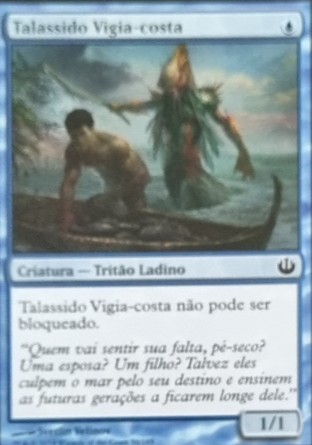 Talassido Vigia-costa
Criatura — Tritão Ladino
Talassido Vigia-costa não pode ser
bloqueado.
"Quem vai sentir sua falta, pé-seco?
Uma esposa? Um filho? Talvez eles
culpem o mar pelo seu destino e ensinem
as futuras gerações a ficarem longe dele."
1/1